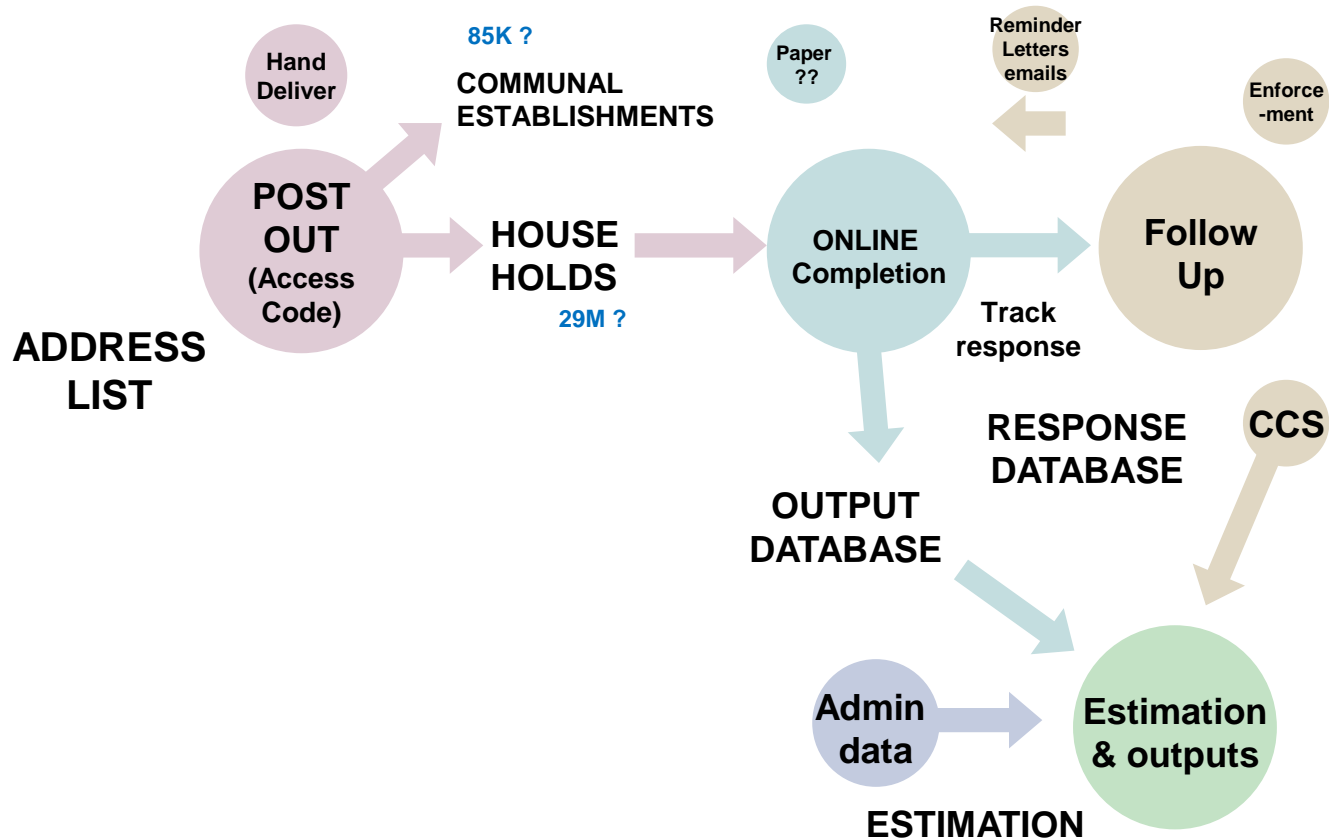 Hand
Deliver
85K ?
COMMUNAL
ESTABLISHMENTS
Paper
??
Reminder
Letters
emails
Enforce
-ment
POST
OUT
(Access
Code)
HOUSE
HOLDS
29M ?
ONLINE
Completion
Follow
Up
Track
response
ADDRESS
LIST
RESPONSE
DATABASE
CCS
OUTPUT
DATABASE
Admin
data
Estimation
& outputs
ESTIMATION